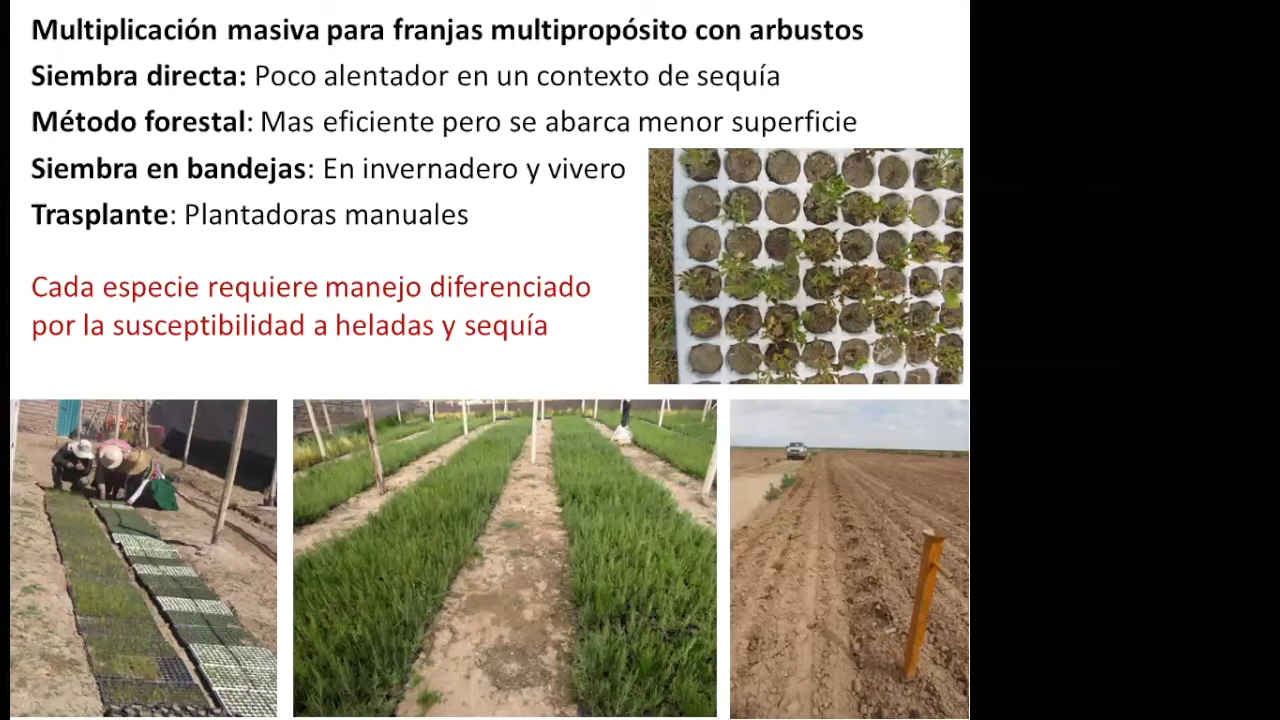 Multiplicación masiva para franjas multipropósito con arbustos
Siembra directa: Poco alentador en un contexto de sequía
Método forestal: Mas eficiente pero se abarca menor superficie
Siembra en bandejas: En invernadero y vivero
Trasplante: Plantadoras manuales
Cada especie requiere manejo diferenciado
por la susceptibilidad a heladas y sequía